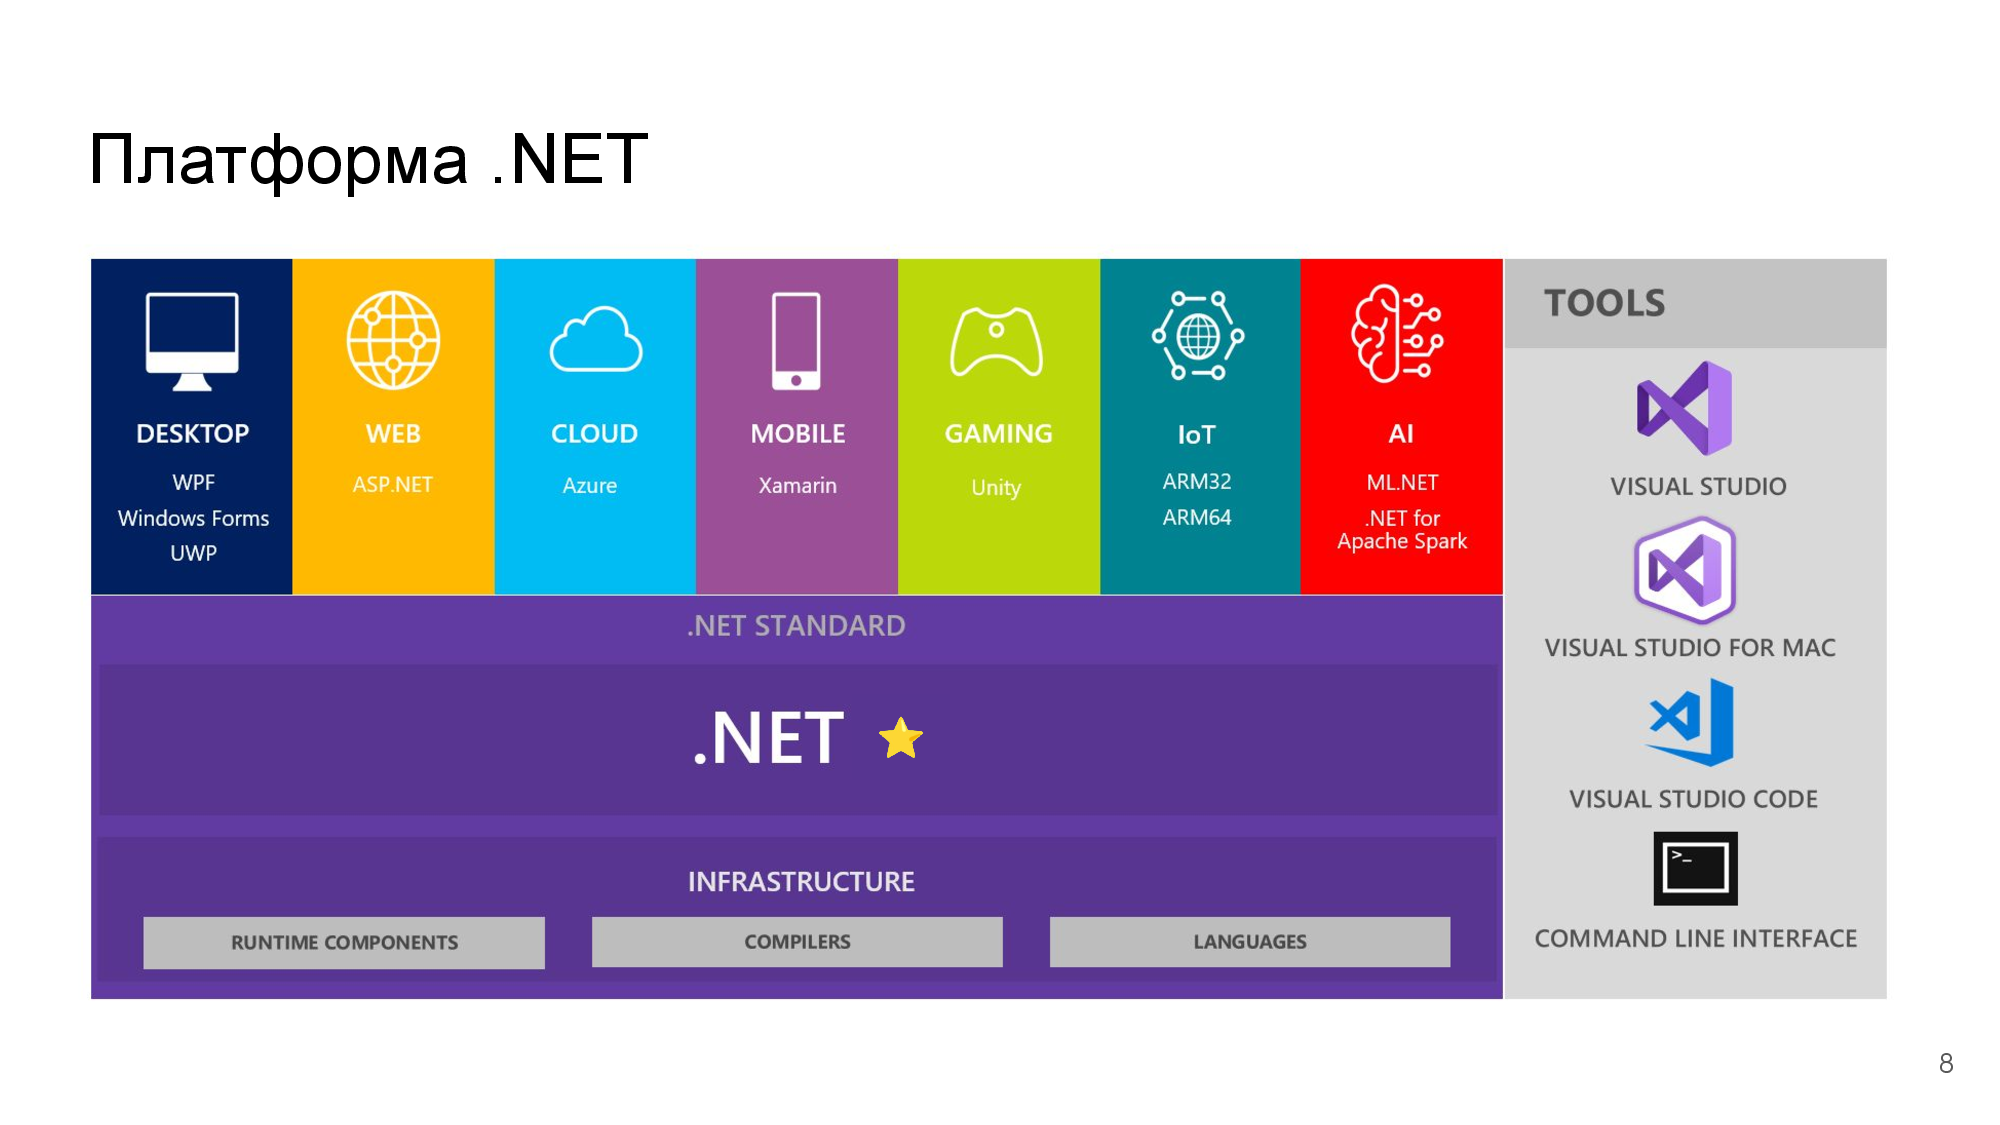 Платформа .NET
DESKTOP
WPF
Windows Forms
UWP
WEB
ASP.NET
CLOUD
Azure
MOBILE
Xamarin
GAMING
Unity
IoT
ARM32
ARM64
AI
ML.NET
.NET for
Apache Spark
.NET STANDARD
.NET
INFRASTRUCTURE
RUNTIME COMPONENTS
COMPILERS
LANGUAGES
TOOLS
VISUAL STUDIO
VISUAL STUDIO FOR MAC
VISUAL STUDIO CODE
>_
COMMAND LINE INTERFACE
8